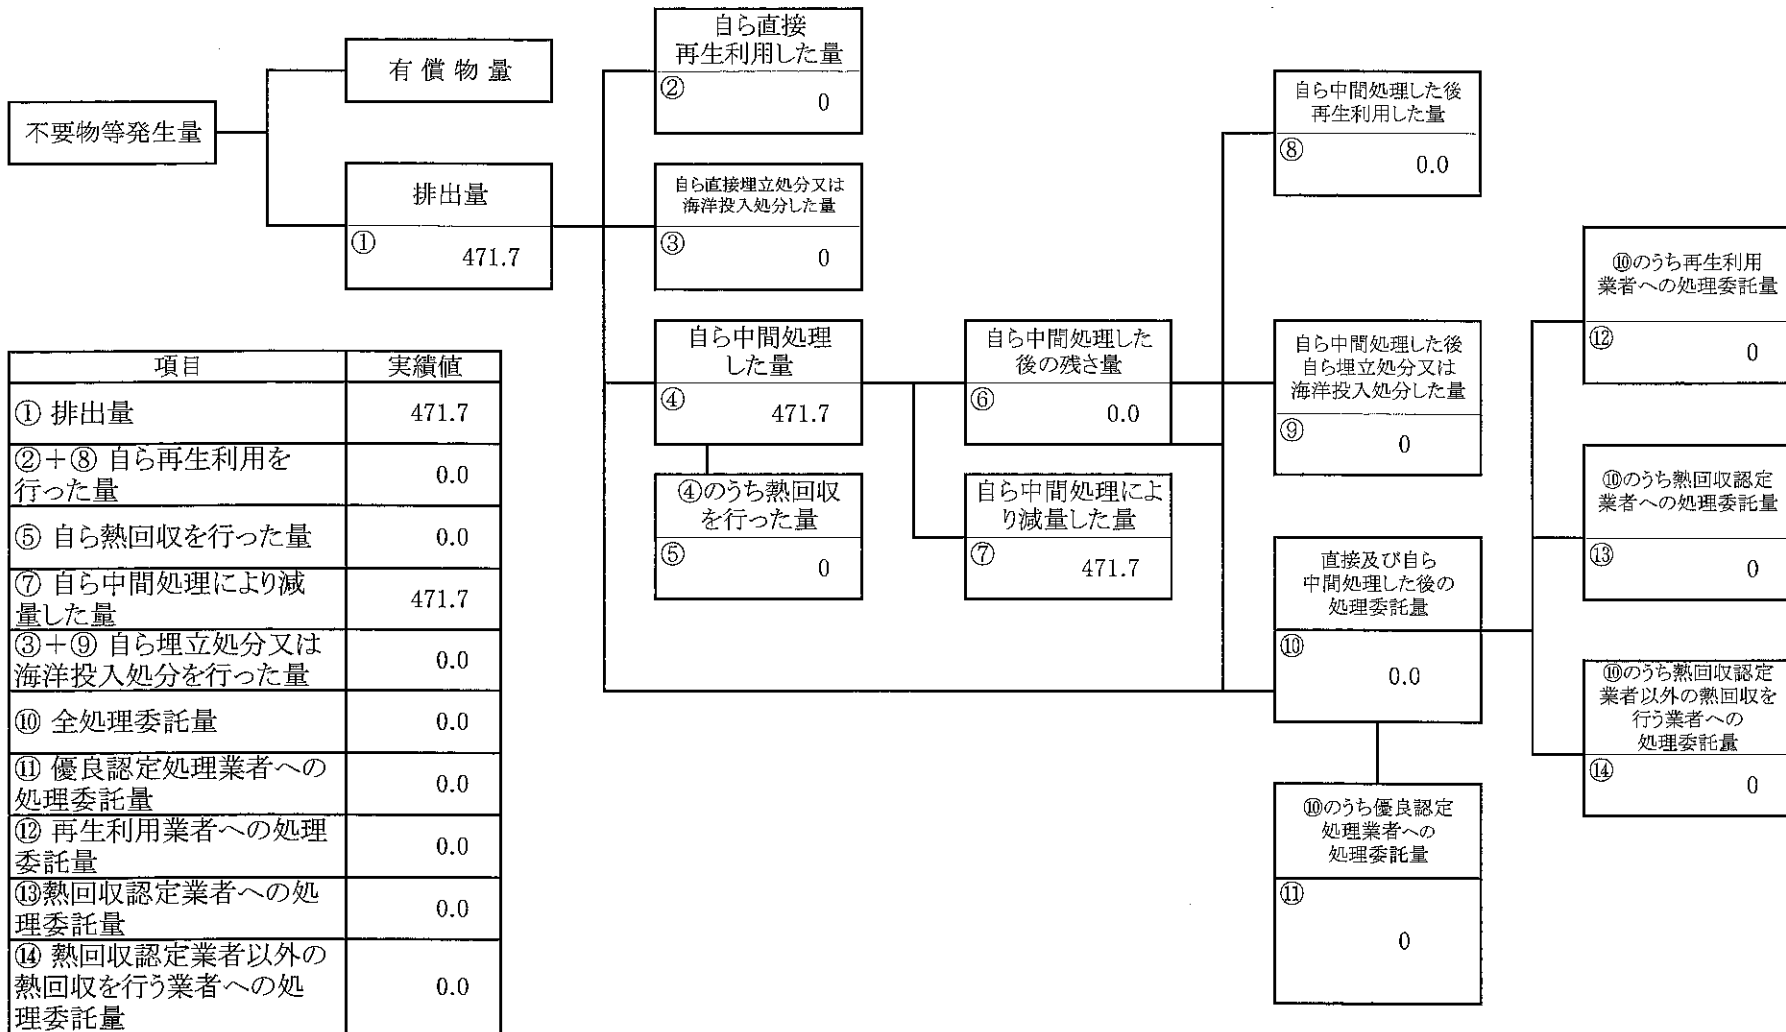 不要物等発生量
有償物量
排出量
①
471.7
自ら直接
再生利用した量
②
0
自ら直接埋立処分又は
海洋投入処分した量
③
0
自ら中間処理
した量
④
471.7
④のうち熱回収
を行った量
⑤
0
自ら中間処理した
後の残さ量
⑥
0.0
自ら中間処理によ
り減量した量
⑦
471.7
自ら中間処理した後
再生利用した量
⑧
0.0
自ら中間処理した後
自ら埋立処分又は
海洋投入処分した量
⑨
0
直接及び自ら
中間処理した後の
処理委託量
⑩
0.0
⑩のうち優良認定
処理業者への
処理委託量
⑪
0
⑩のうち再生利用
業者への処理委託量
⑫
0
⑩のうち熱回収認定
業者への処理委託量
⑬
0
⑩のうち熱回収認定
業者以外の熱回収を
行う業者への
処理委託量
⑭
0
項目 実績値
① 排出量 471.7
②+⑧ 自ら再生利用を
行った量 0.0
⑤ 自ら熱回収を行った量 0.0
⑦ 自ら中間処理により減
量した量 471.7
③+⑨ 自ら埋立処分又は
海洋投入処分を行った量 0.0
⑩ 全処理委託量 0.0
⑪ 優良認定処理業者への
処理委託量 0.0
⑫ 再生利用業者への処理
委託量 0.0
⑬熱回収認定業者への処
理委託量 0.0
⑭ 熱回収認定業者以外の
熱回収を行う業者への処
理委託量 0.0